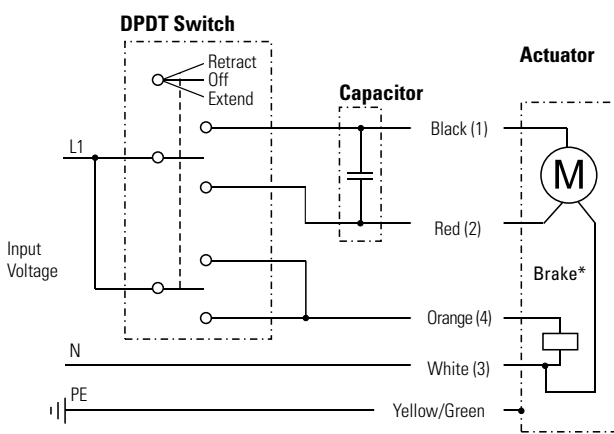 DPDT Switch
Actuator
Retract
Off
Extend
Capacitor
Black (1)
L1
M
Red (2)
Input
Voltage
Brake*
Orange (4)
N
White (3)
PE
Yellow/Green